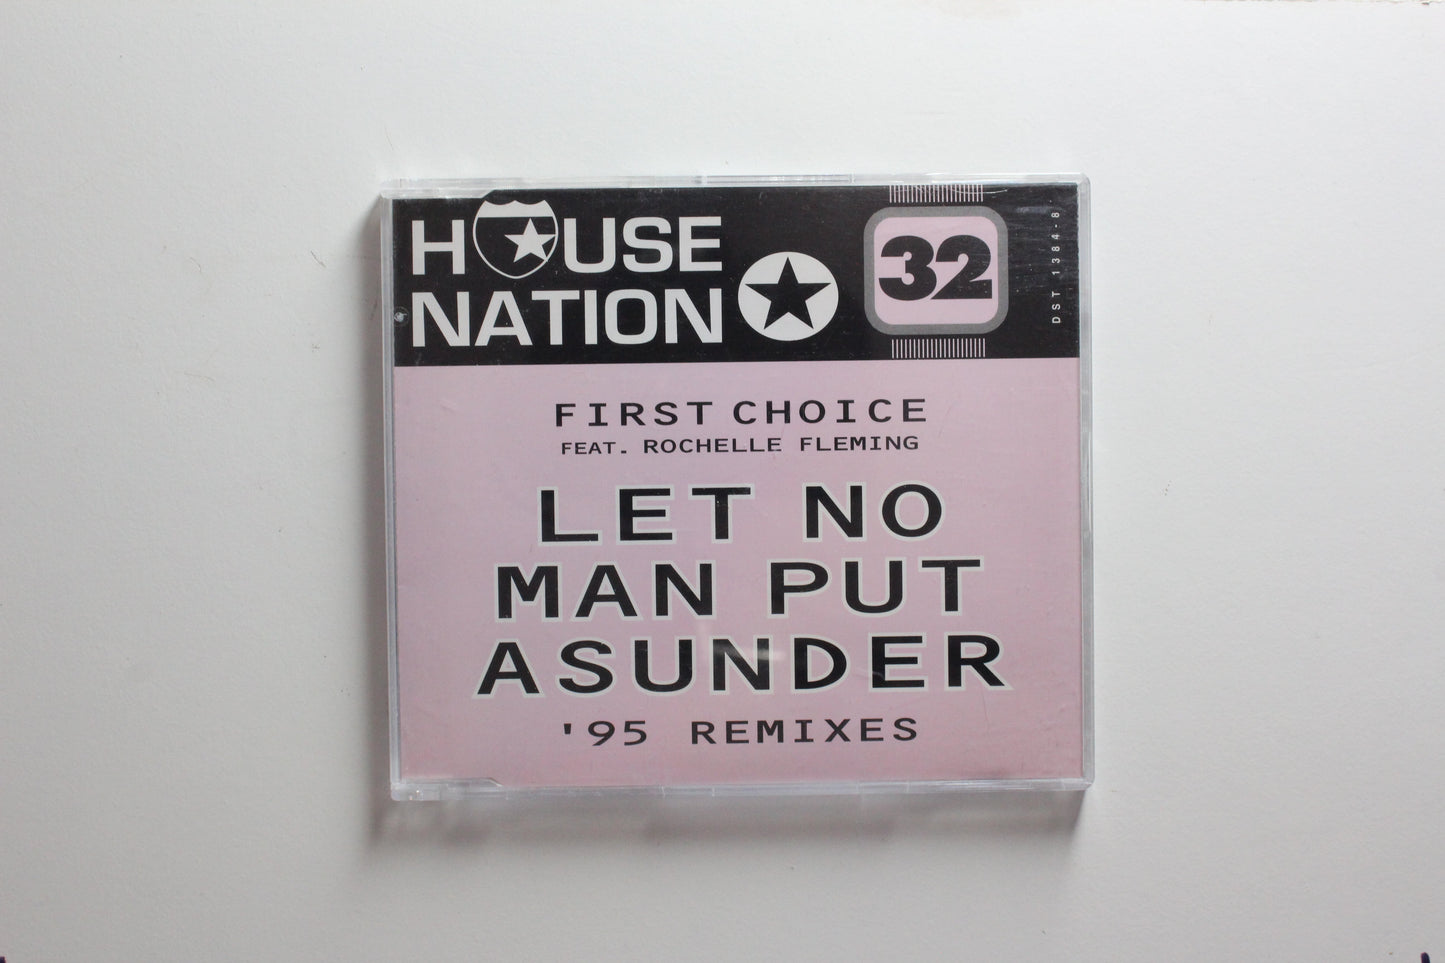 HOUSE
NATION
32
DST 1384-8
FIRST CHOICE
FEAT. ROCHELLE FLEMING
LET NO
MAN PUT
ASUNDER
'95 REMIXES